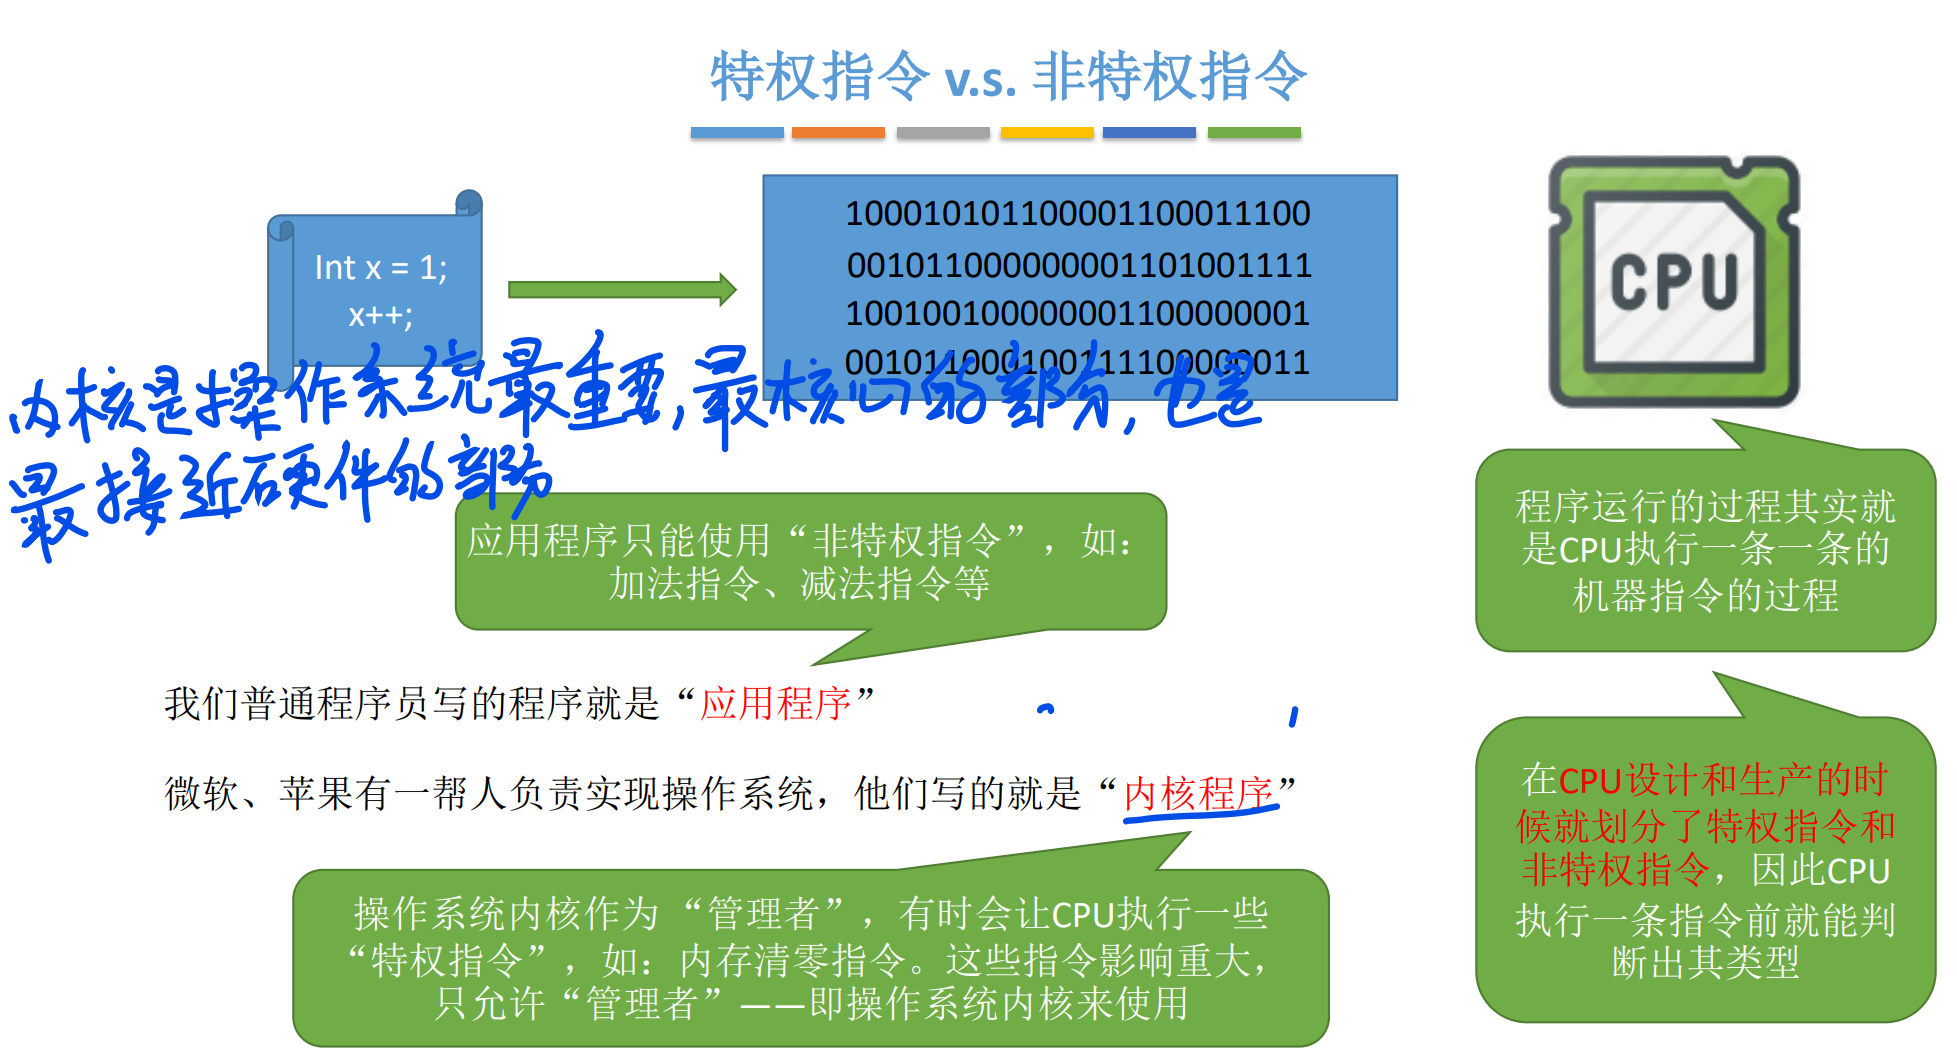 特权指令 v.s. 非特权指令
Int x = 1;
x++;
1000101011000011000011100
0010110000000011010011111
1001001000000001100000001
0010110001001111100000011
CPU
内核是操作系统最重要,最核心的部分,也是
最接近硬件的部分
应用程序只能使用“非特权指令”，如：
加法指令、减法指令等
程序运行的过程其实就
是CPU执行一条一条的
机器指令的过程
我们普通程序员写的程序就是“应用程序”
微软、苹果有一帮人负责实现操作系统，他们写的就是“内核程序”
在CPU设计和生产的时
候就划分了特权指令和
非特权指令，因此CPU
执行一条指令前就能判
断出其类型
操作系统内核作为 “管理者”，有时会让CPU执行一些
“特权指令”，如：内存清零指令。这些指令影响重大，
只允许“管理者”——即操作系统内核来使用